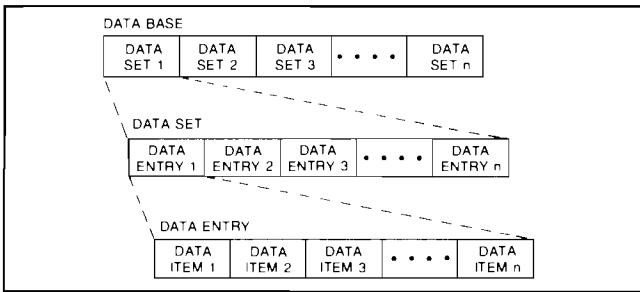 DATA BASE
DATA SET 1 DATA SET 2 DATA SET 3 • • • • DATA SET n
DATA SET
DATA ENTRY 1 DATA ENTRY 2 DATA ENTRY 3 • • • • DATA ENTRY n
DATA ENTRY
DATA ITEM 1 DATA ITEM 2 DATA ITEM 3 • • • • DATA ITEM n